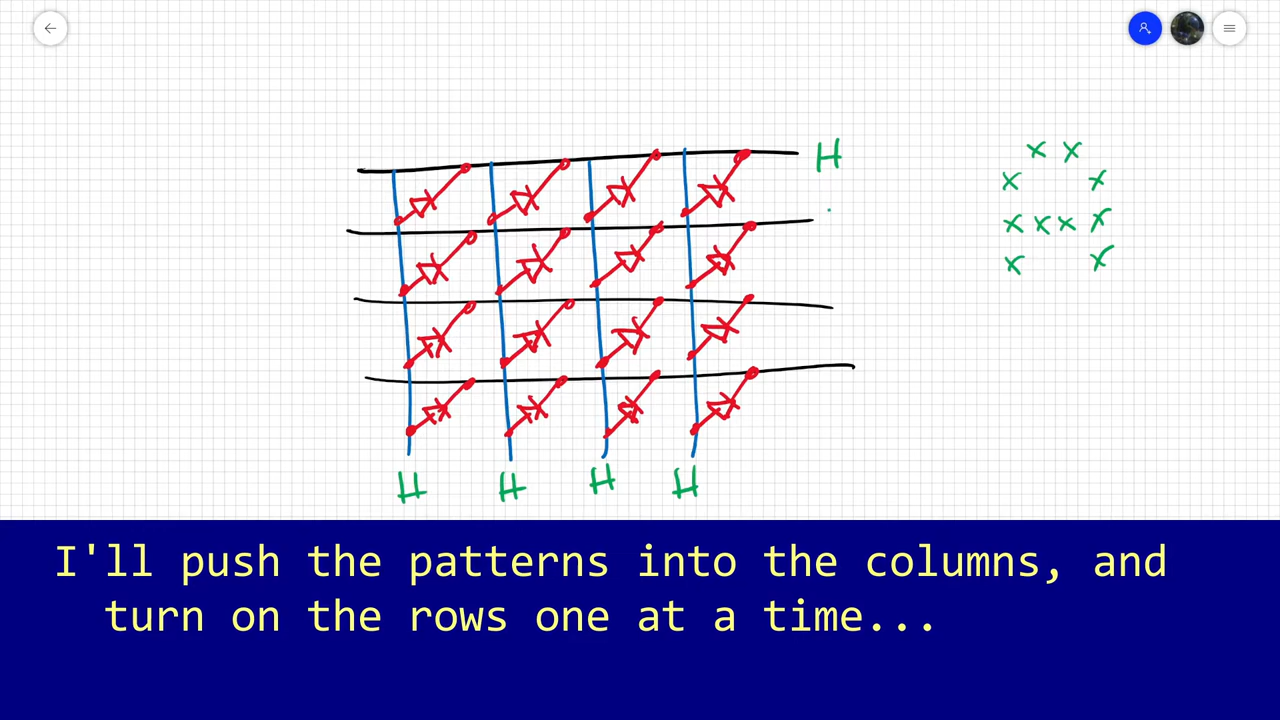 H
x x
x x
x x x x
x x
H H H H
I'll push the patterns into the columns, and
turn on the rows one at a time...